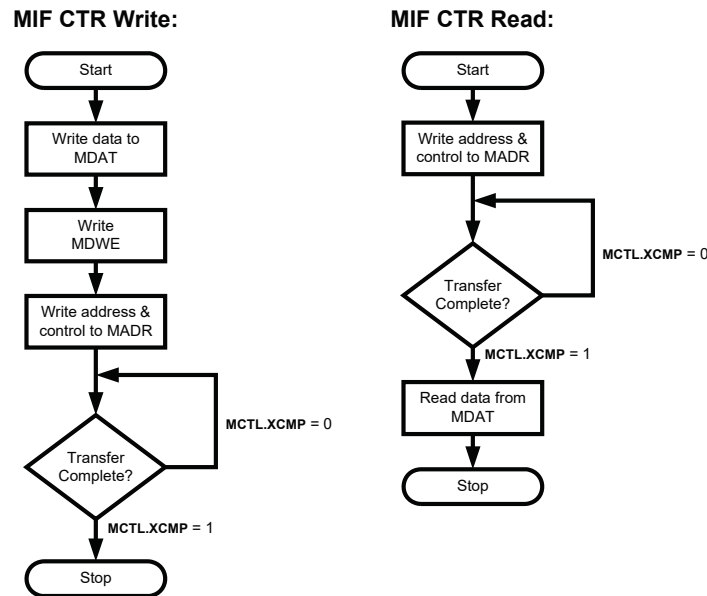 MIF CTR Write:
Start
Write data to
MDAT
Write
MDWE
Write address &
control to MADR
MCTL.XCMP = 0
Transfer
Complete?
MCTL.XCMP = 1
Stop
MIF CTR Read:
Start
Write address &
control to MADR
MCTL.XCMP = 0
Transfer
Complete?
MCTL.XCMP = 1
Read data from
MDAT
Stop